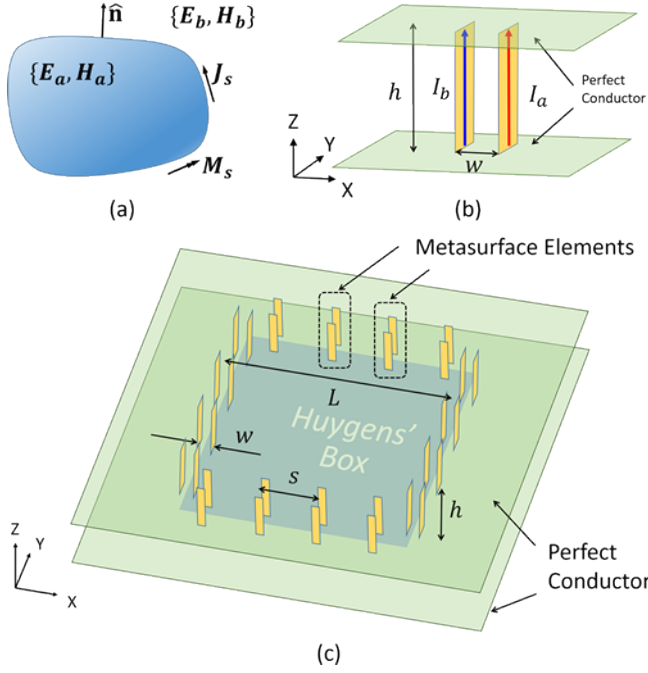 n̂
{E_b, H_b}
{E_a, H_a}
J_s
M_s
(a)
h
I_b
I_a
w
Perfect
Conductor
Z
Y
X
(b)
Metasurface Elements
L
Huygens'
Box
w
s
h
Z
Y
X
Perfect
Conductor
(c)